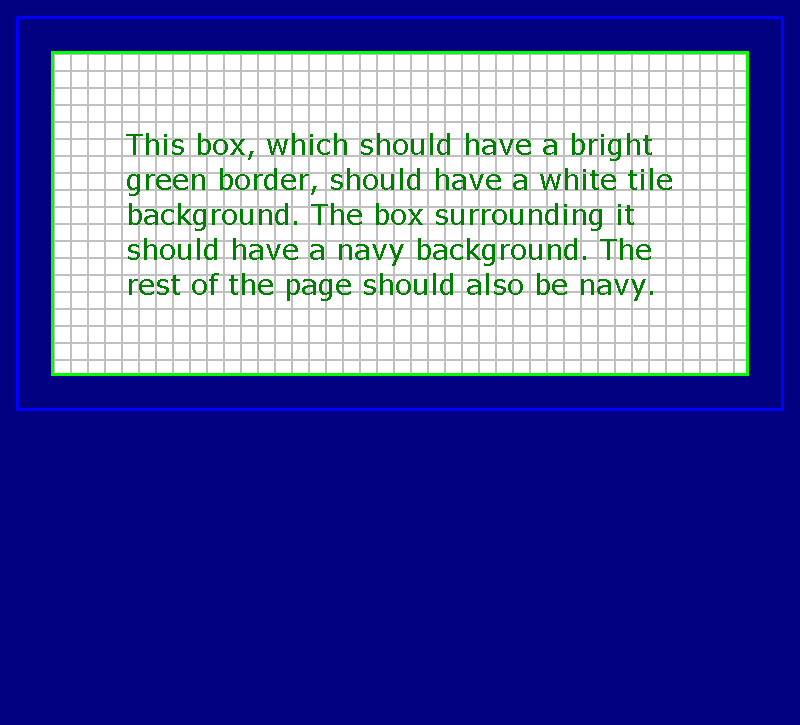 This box, which should have a bright
green border, should have a white tile
background. The box surrounding it
should have a navy background. The
rest of the page should also be navy.